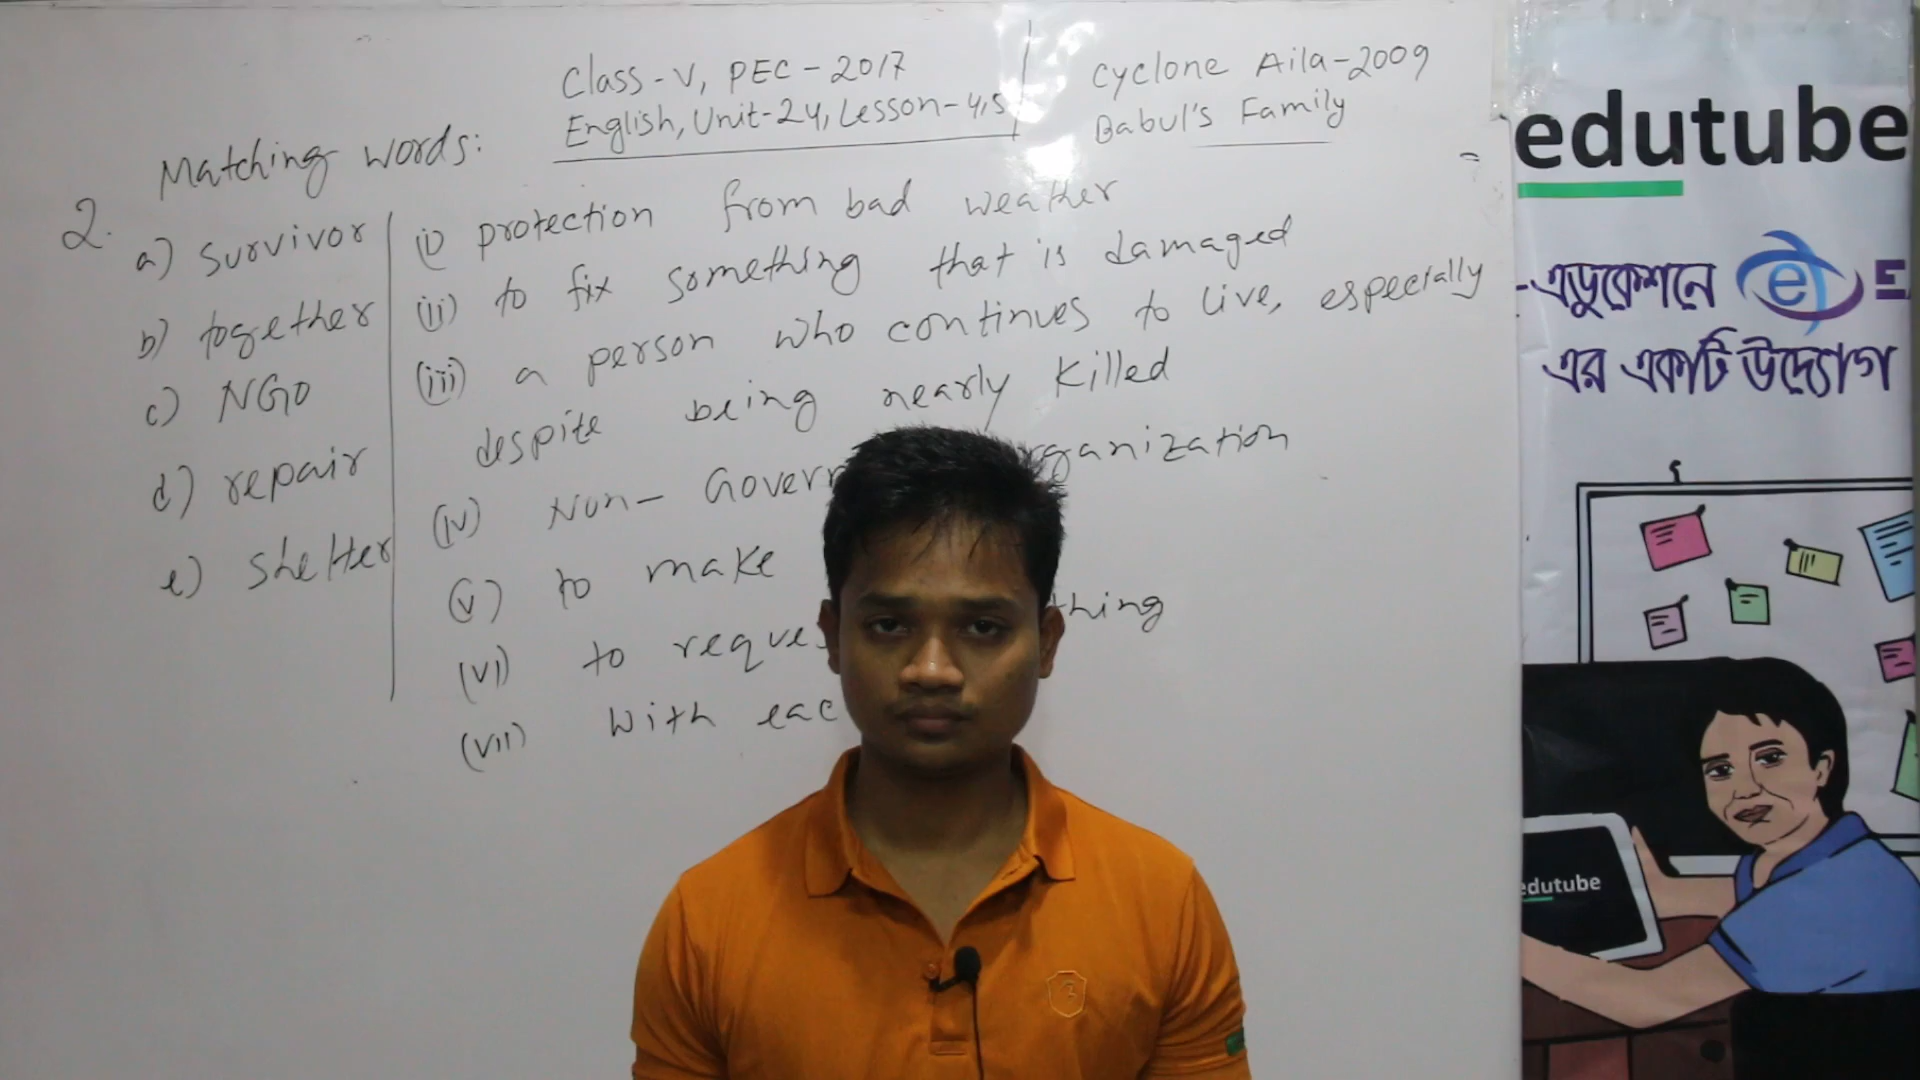 Class-V, PEC-2017
English, Unit-24, Lesson-4,5
Cyclone Aila-2009
Babul's Family
Matching words:
2.
a) survivor
b) together
c) NGO
d) repair
e) shelter
(i) protection from bad weather
(ii) to fix something that is damaged
(iii) a person who continues to live, especially
despite being nearly killed
(iv) Non-
(v) to make
(vi) to
(vii) With
edutube
-এডুকেশনে
এর একটি উদ্যোগ
edutube